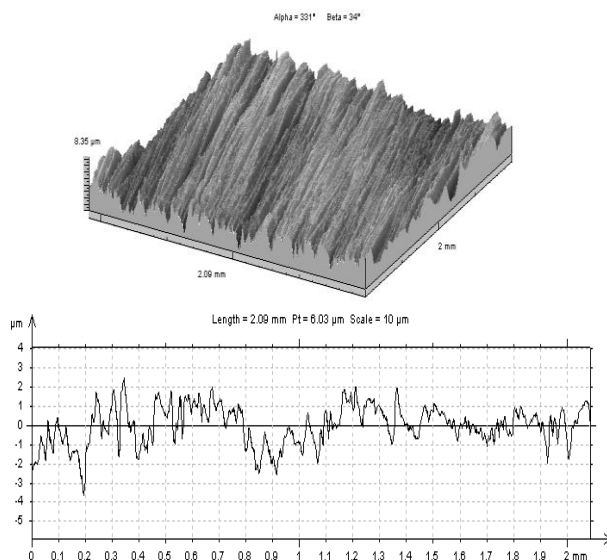 Alpha = 331° Beta = 34°
8.35 µm
2 mm
2.09 mm
µm Length = 2.09 mm Pt = 6.03 µm Scale = 10 µm
4
3
2
1
0
-1
-2
-3
-4
-5
0 0.1 0.2 0.3 0.4 0.5 0.6 0.7 0.8 0.9 1 1.1 1.2 1.3 1.4 1.5 1.6 1.7 1.8 1.9 2 mm